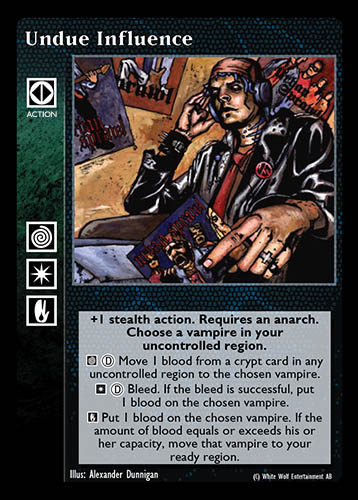 Undue Influence
ACTION
+1 stealth action. Requires an anarch.
Choose a vampire in your
uncontrolled region.
Ⓓ Move 1 blood from a crypt card in any
uncontrolled region to the chosen vampire.
Ⓓ Bleed. If the bleed is successful, put
1 blood on the chosen vampire.
Put 1 blood on the chosen vampire. If the
amount of blood equals or exceeds his or
her capacity, move that vampire to your
ready region.
Illus: Alexander Dunnigan
(C) White Wolf Entertainment AB